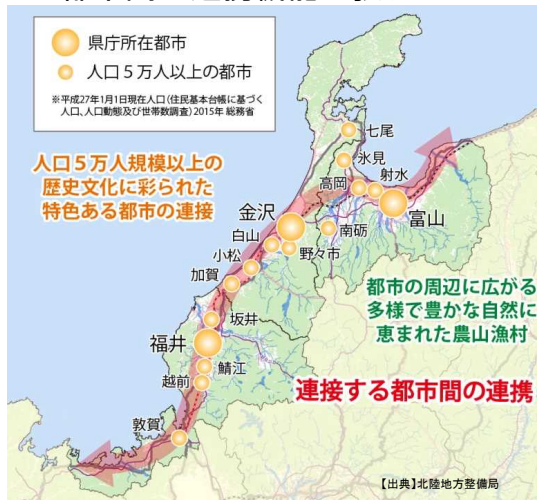 県庁所在都市
人口５万人以上の都市
※平成27年1月1日現在人口（住民基本台帳に基づく
人口、人口動態及び世帯数調査）2015年 総務省
人口５万人規模以上の
歴史文化に彩られた
特色ある都市の連接
七尾
氷見
高岡
射水
富山
南砺
金沢
白山
野々市
小松
加賀
坂井
福井
鯖江
越前
敦賀
都市の周辺に広がる
多様で豊かな自然に
恵まれた農山漁村
連接する都市間の連携
【出典】北陸地方整備局